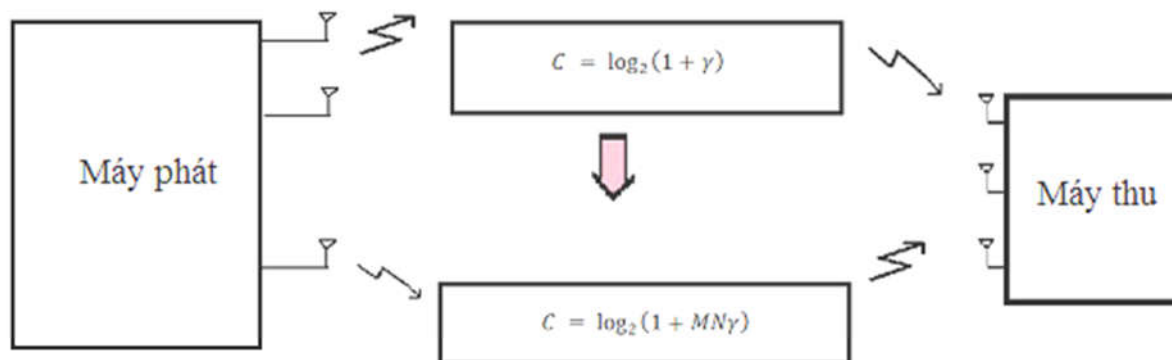 C = log₂(1 + γ)
Máy phát
Máy thu
C = log₂(1 + MNγ)